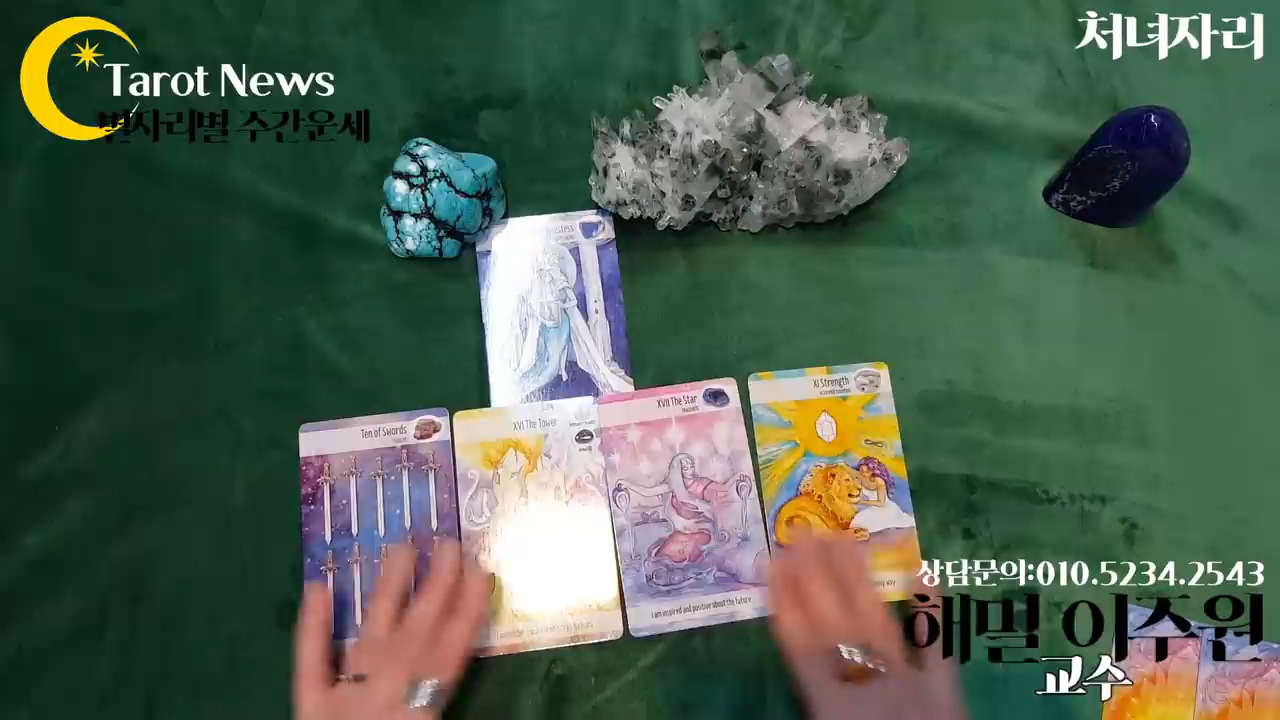 처녀자리
Tarot News
별자리별 주간운세
Ten of Swords
XVI The Tower
XVII The Star
I am inspired and positive about the future
XI Strength
상담문의:010.5234.2543
해밀 이주원
교수